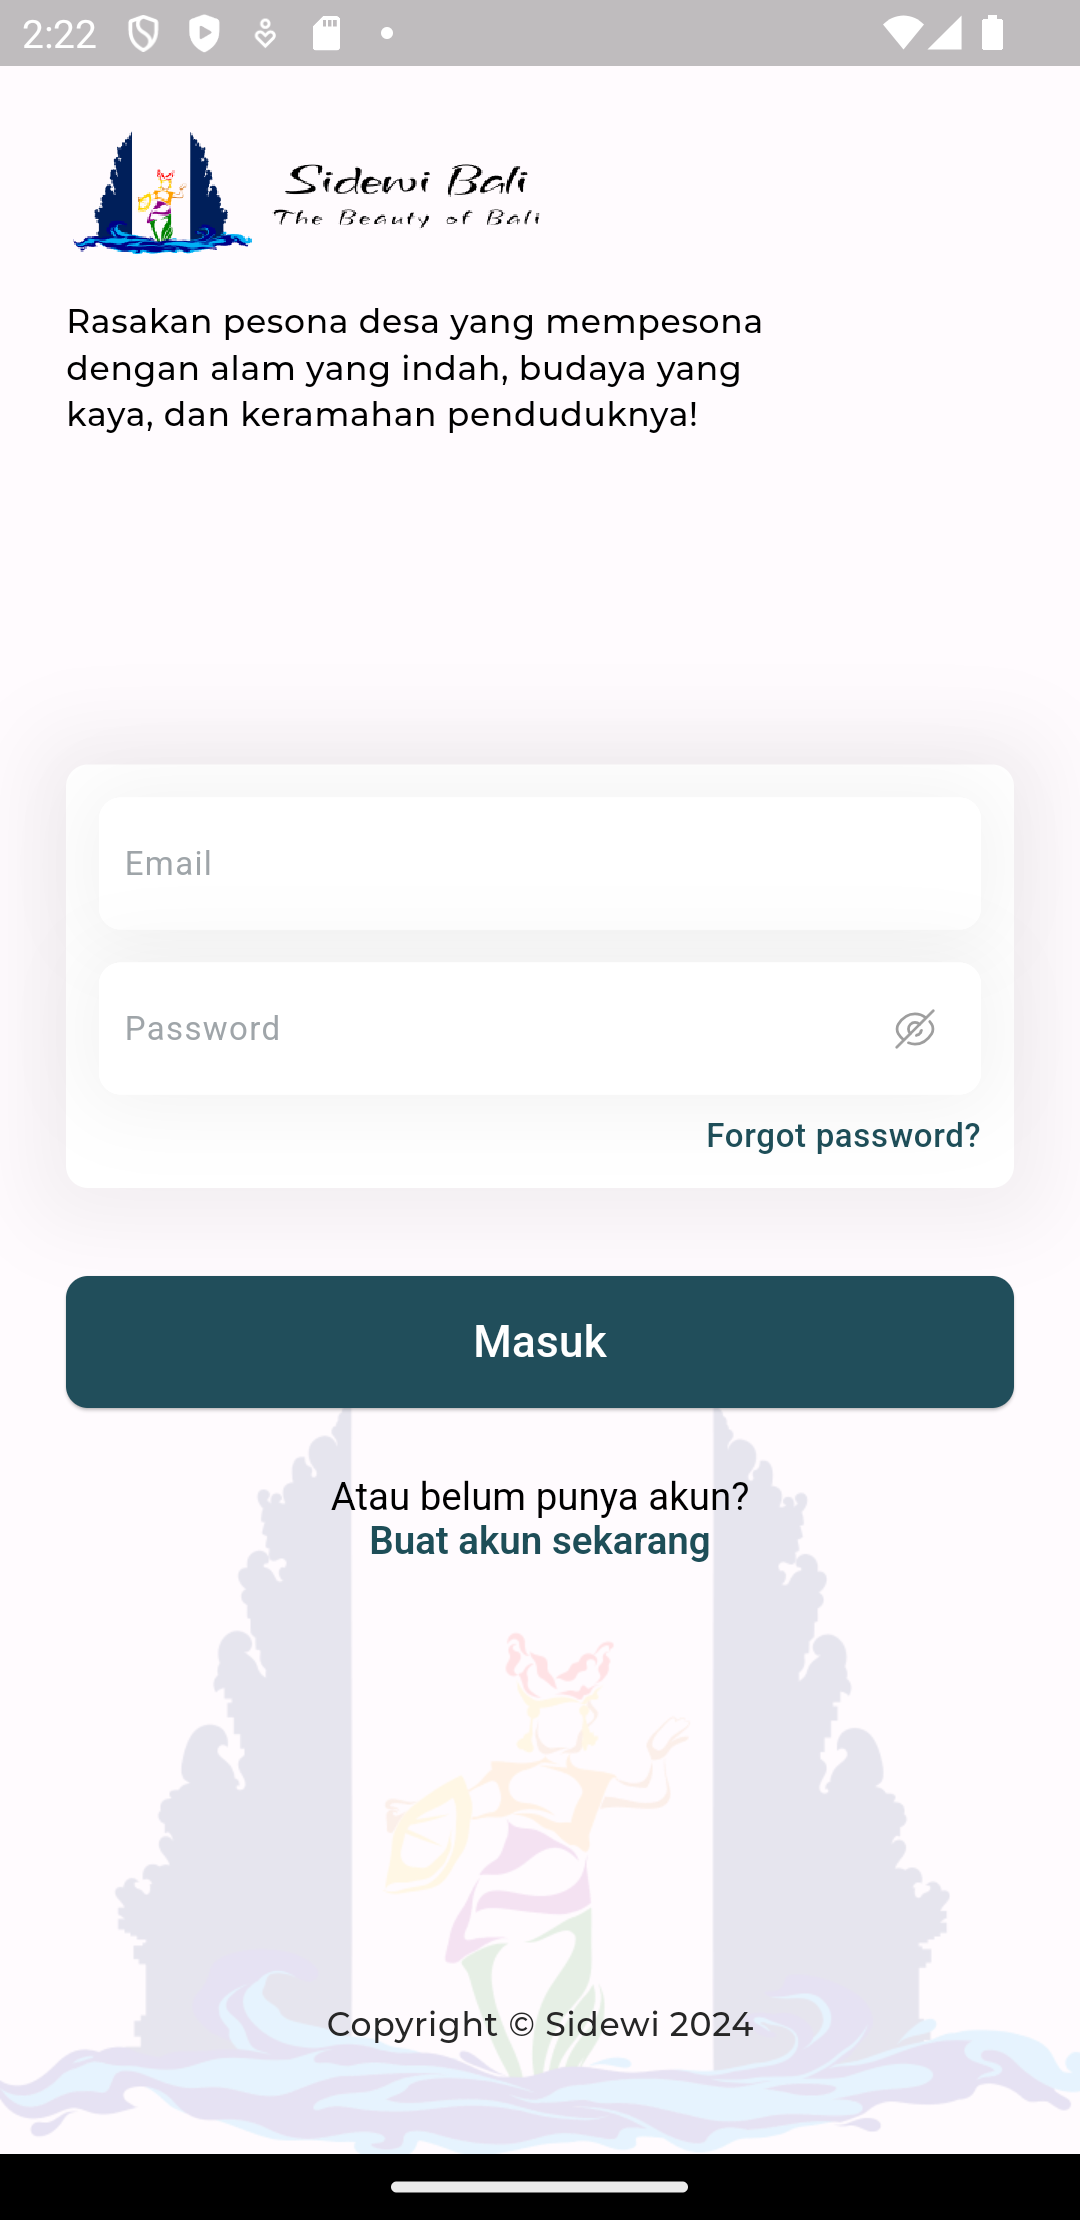 2:22
Sidewi Bali
The Beauty of Bali
Rasakan pesona desa yang mempesona
dengan alam yang indah, budaya yang
kaya, dan keramahan penduduknya!
Email
Password
Forgot password?
Masuk
Atau belum punya akun?
Buat akun sekarang
Copyright © Sidewi 2024